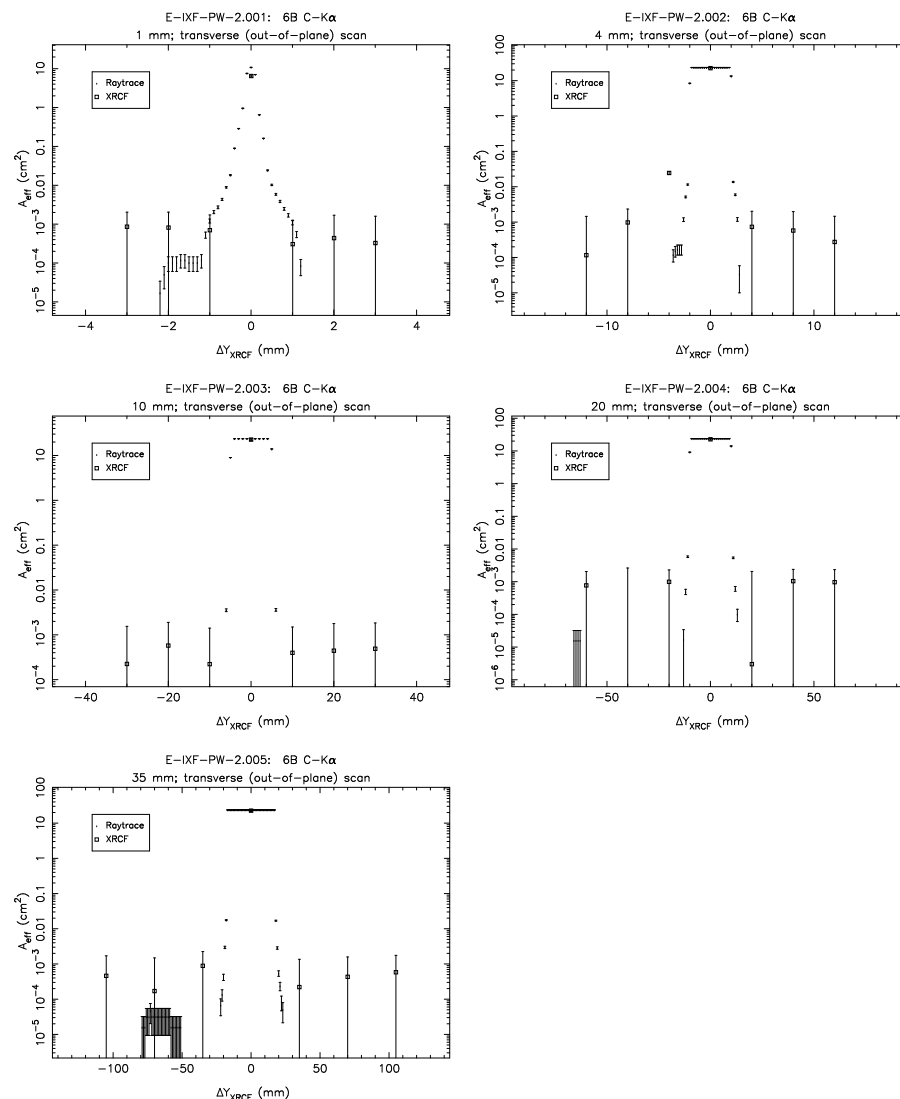 E-IXF-PW-2.001: 6B C-Kα
1 mm; transverse (out-of-plane) scan
10
1
0.1
0.01
10⁻³
10⁻⁴
10⁻⁵
A_eff (cm²)
Raytrace
XRCF
-4 -2 0 2 4
ΔY_XRCF (mm)
E-IXF-PW-2.002: 6B C-Kα
4 mm; transverse (out-of-plane) scan
100
10
1
0.1
0.01
10⁻³
10⁻⁴
10⁻⁵
A_eff (cm²)
Raytrace
XRCF
-10 0 10
ΔY_XRCF (mm)
E-IXF-PW-2.003: 6B C-Kα
10 mm; transverse (out-of-plane) scan
10
1
0.1
0.01
10⁻³
10⁻⁴
A_eff (cm²)
Raytrace
XRCF
-40 -20 0 20 40
ΔY_XRCF (mm)
E-IXF-PW-2.004: 6B C-Kα
20 mm; transverse (out-of-plane) scan
100
10
1
0.1
0.01
10⁻³
10⁻⁴
10⁻⁵
10⁻⁶
A_eff (cm²)
Raytrace
XRCF
-50 0 50
ΔY_XRCF (mm)
E-IXF-PW-2.005: 6B C-Kα
35 mm; transverse (out-of-plane) scan
100
10
1
0.1
0.01
10⁻³
10⁻⁴
10⁻⁵
A_eff (cm²)
Raytrace
XRCF
-100 -50 0 50 100
ΔY_XRCF (mm)